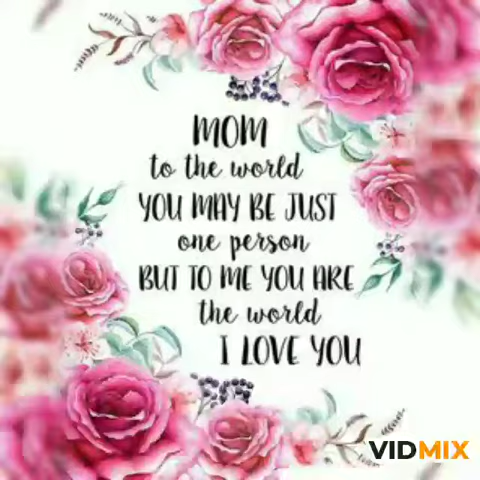 MOM
to the world
YOU MAY BE JUST
one person
BUT TO ME YOU ARE
the world
I LOVE YOU
VIDMIX